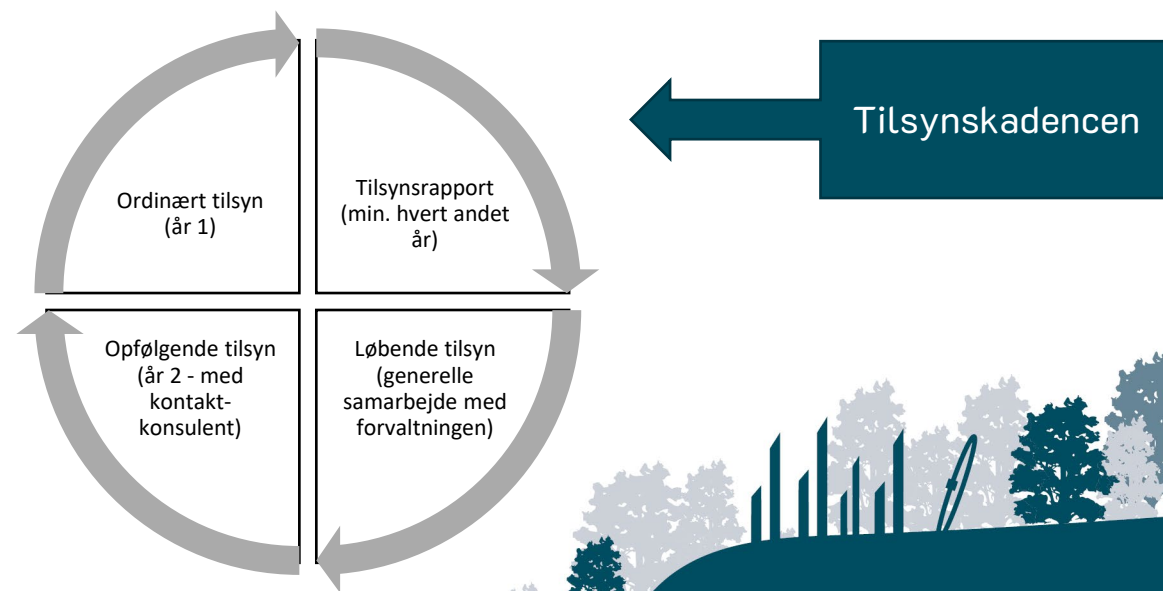 Ordinært tilsyn
(år 1)
Tilsynsrapport
(min. hvert andet
år)
Opfølgende tilsyn
(år 2 - med
kontakt-
konsulent)
Løbende tilsyn
(generelle
samarbejde med
forvaltningen)
Tilsynskadencen